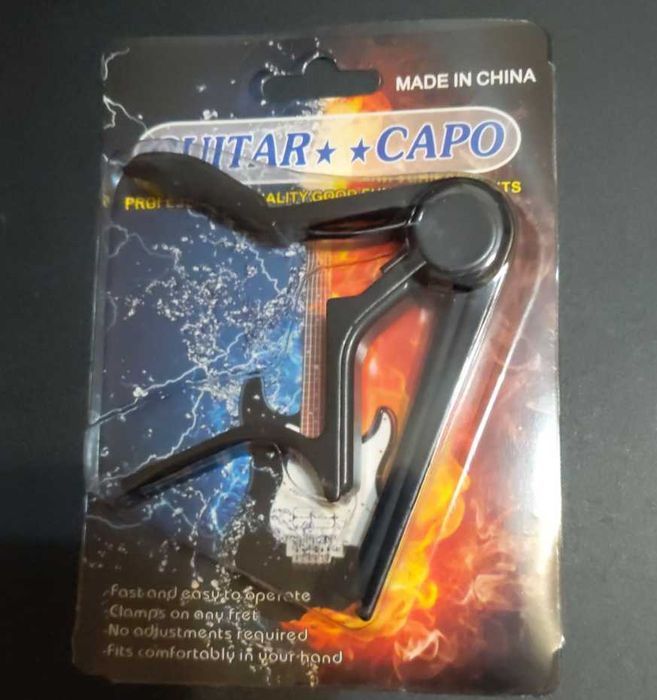 MADE IN CHINA
GUITAR★ ★CAPO
-Fast and easy to operate
-Clamps on any fret
-No adjustments required
-Fits comfortably in your hand